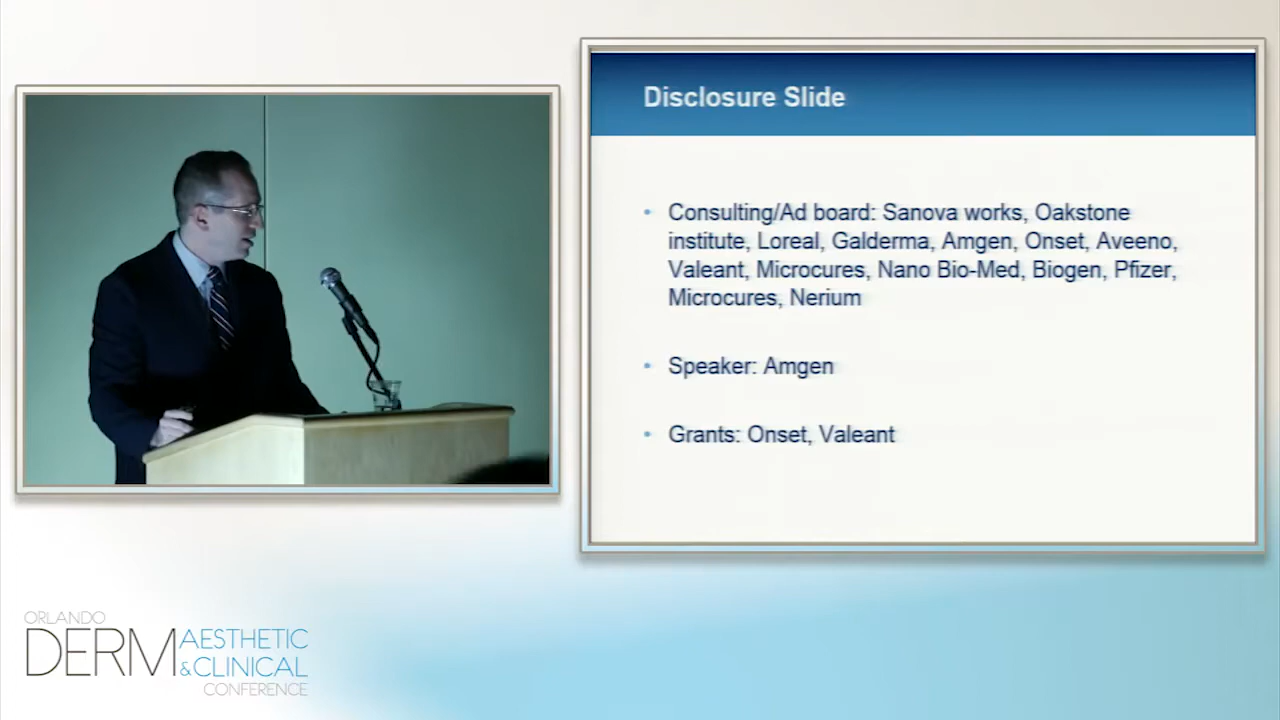 Disclosure Slide
• Consulting/Ad board: Sanova works, Oakstone
institute, Loreal, Galderma, Amgen, Onset, Aveeno,
Valeant, Microcures, Nano Bio-Med, Biogen, Pfizer,
Microcures, Nerium
• Speaker: Amgen
• Grants: Onset, Valeant
ORLANDO
DERM AESTHETIC
& CLINICAL
CONFERENCE